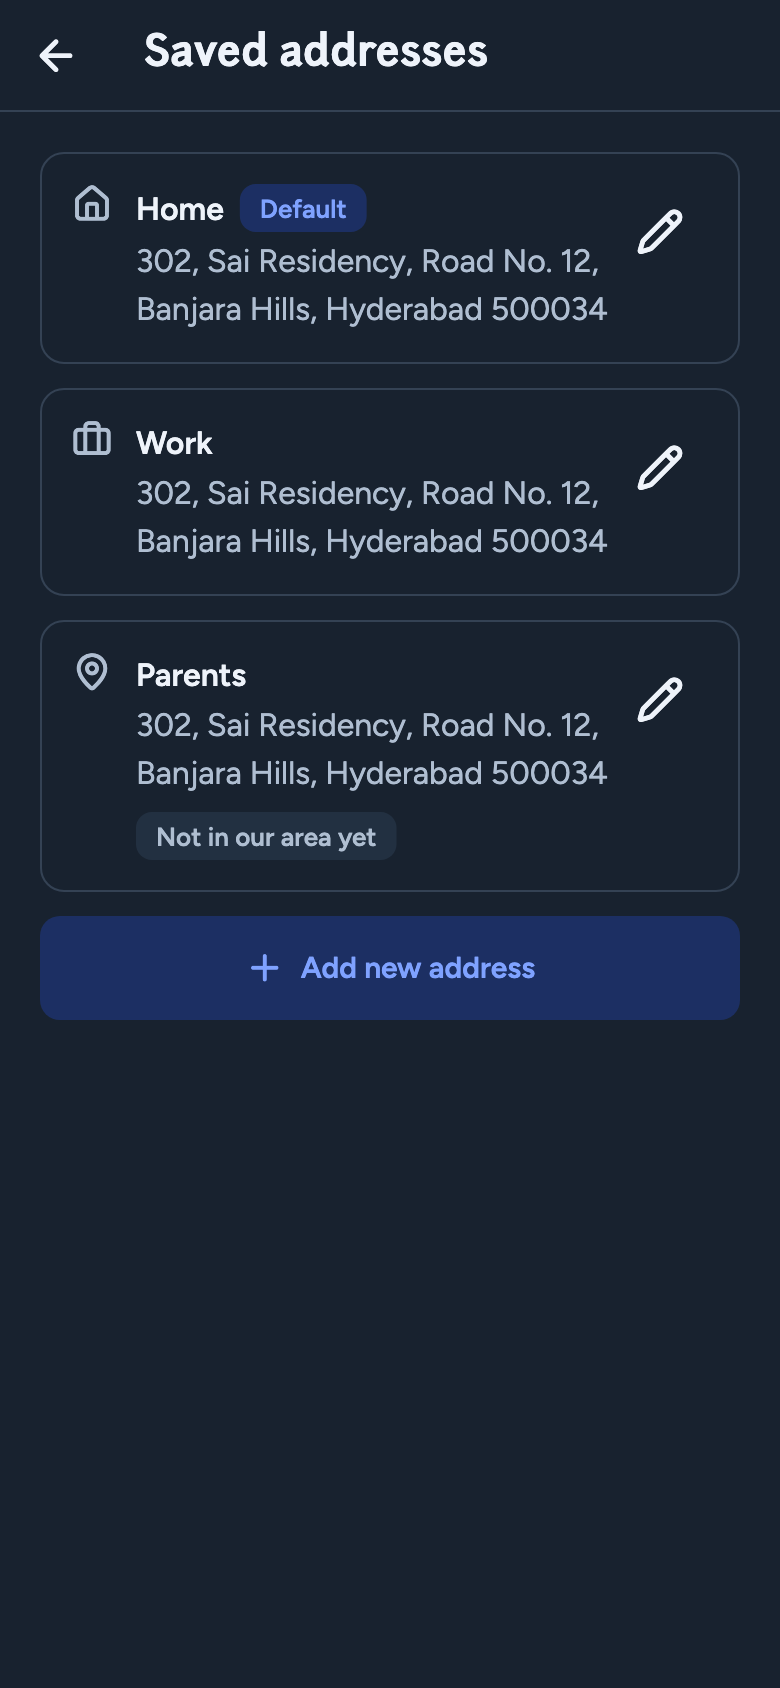 Saved addresses
Home Default
302, Sai Residency, Road No. 12,
Banjara Hills, Hyderabad 500034
Work
302, Sai Residency, Road No. 12,
Banjara Hills, Hyderabad 500034
Parents
302, Sai Residency, Road No. 12,
Banjara Hills, Hyderabad 500034
Not in our area yet
Add new address